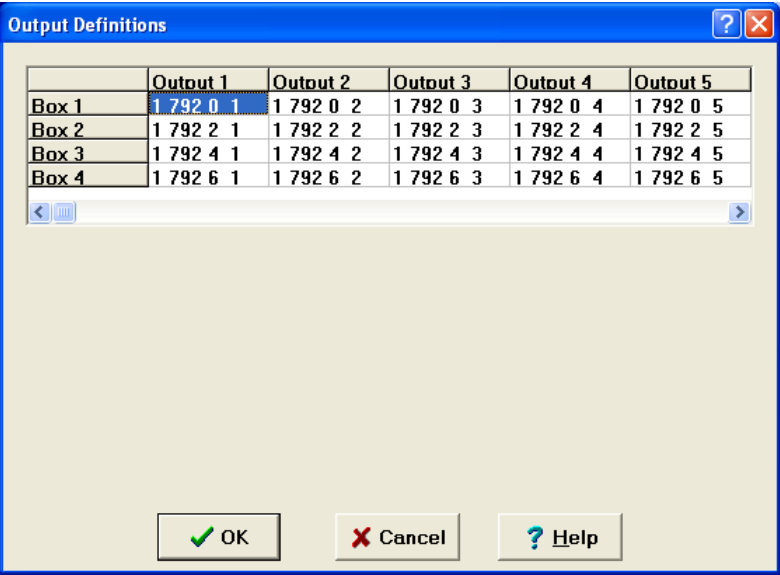 Output Definitions
Output 1 Output 2 Output 3 Output 4 Output 5
Box 1 1 792 0 1 1 792 0 2 1 792 0 3 1 792 0 4 1 792 0 5
Box 2 1 792 2 1 1 792 2 2 1 792 2 3 1 792 2 4 1 792 2 5
Box 3 1 792 4 1 1 792 4 2 1 792 4 3 1 792 4 4 1 792 4 5
Box 4 1 792 6 1 1 792 6 2 1 792 6 3 1 792 6 4 1 792 6 5
OK Cancel ? Help